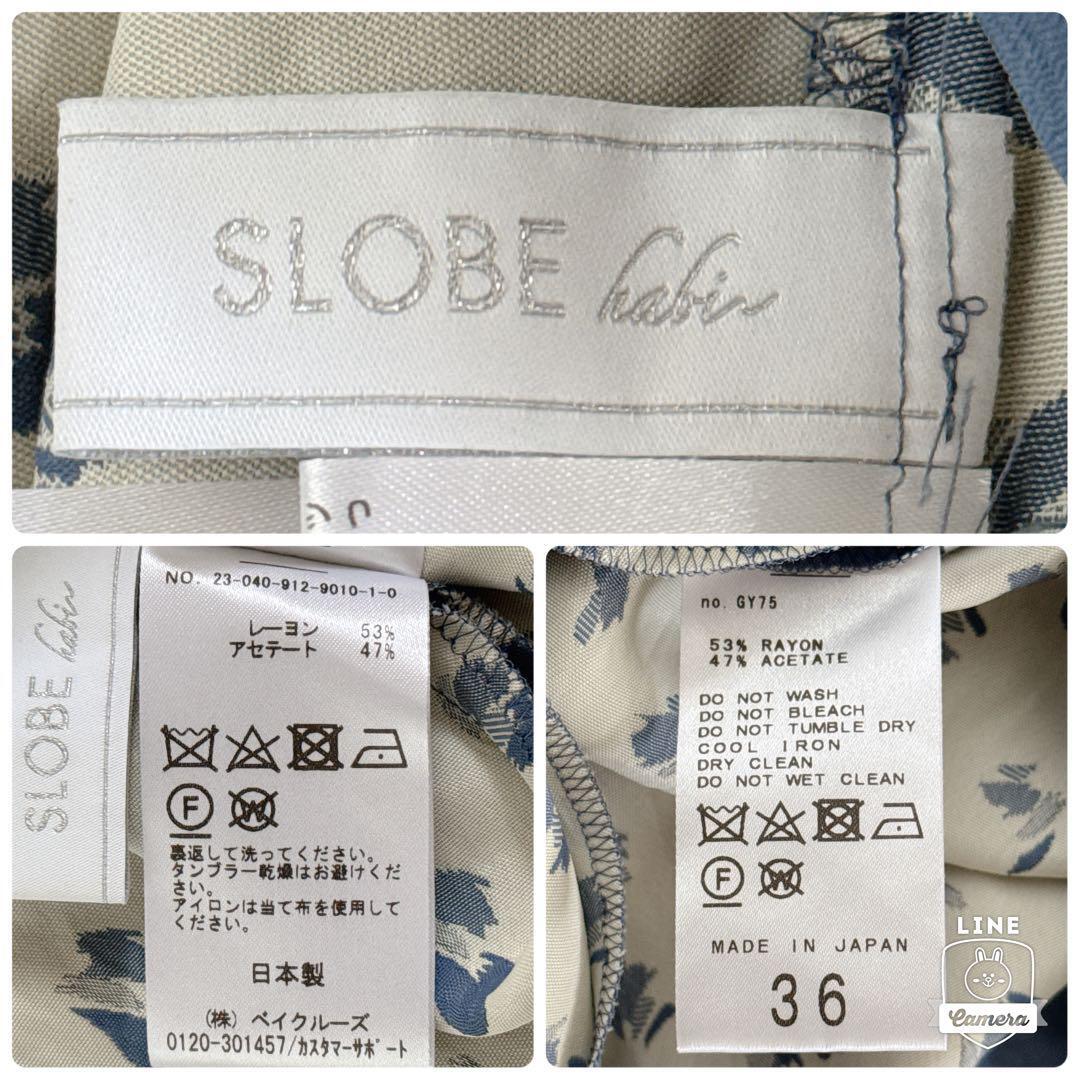 SLOBE
habin
SLOBE habin
NO. 23-040-912-9010-1-0
レーヨン 53%
アセテート 47%
F W
裏返して洗ってください。
タンブラー乾燥はお避けくだ
さい。
アイロンは当て布を使用して
ください。
日本製
(株) ベイクルーズ
0120-301457/カスタマーサポート
no. GY75
53% RAYON
47% ACETATE
DO NOT WASH
DO NOT BLEACH
DO NOT TUMBLE DRY
COOL IRON
DRY CLEAN
DO NOT WET CLEAN
F W
MADE IN JAPAN
36
LINE
Camera